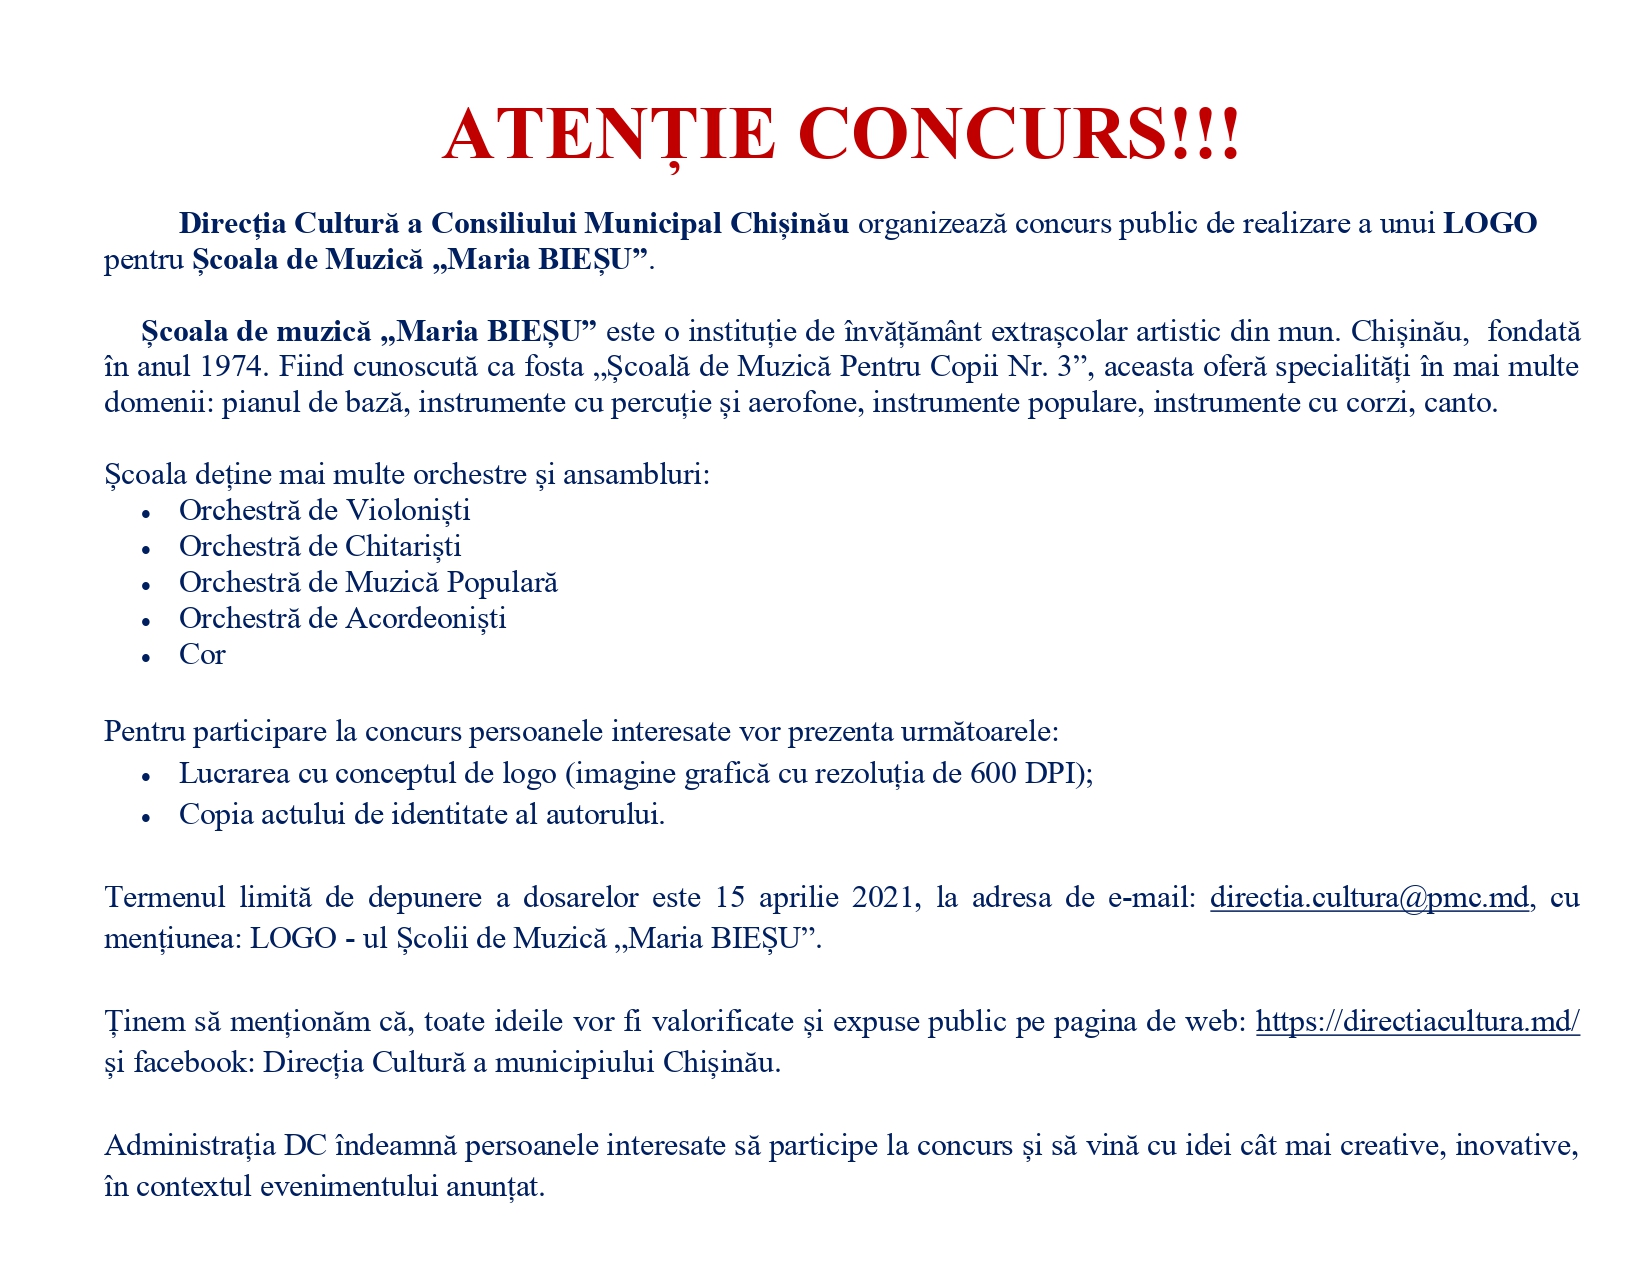 ATENȚIE CONCURS!!!
Direcția Cultură a Consiliului Municipal Chișinău organizează concurs public de realizare a unui LOGO
pentru Școala de Muzică „Maria BIEȘU”.
Școala de muzică „Maria BIEȘU” este o instituție de învățământ extrașcolar artistic din mun. Chișinău, fondată
în anul 1974. Fiind cunoscută ca fosta „Școală de Muzică Pentru Copii Nr. 3”, aceasta oferă specialități în mai multe
domenii: pianul de bază, instrumente cu percuție și aerofone, instrumente populare, instrumente cu corzi, canto.
Școala deține mai multe orchestre și ansambluri:
• Orchestră de Violoniști
• Orchestră de Chitariști
• Orchestră de Muzică Populară
• Orchestră de Acordeoniști
• Cor
Pentru participare la concurs persoanele interesate vor prezenta următoarele:
• Lucrarea cu conceptul de logo (imagine grafică cu rezoluția de 600 DPI);
• Copia actului de identitate al autorului.
Termenul limită de depunere a dosarelor este 15 aprilie 2021, la adresa de e-mail: directia.cultura@pmc.md, cu
mențiunea: LOGO - ul Școlii de Muzică „Maria BIEȘU”.
Ținem să menționăm că, toate ideile vor fi valorificate și expuse public pe pagina de web: https://directiacultura.md/
și facebook: Direcția Cultură a municipiului Chișinău.
Administrația DC îndeamnă persoanele interesate să participe la concurs și să vină cu idei cât mai creative, inovative,
în contextul evenimentului anunțat.